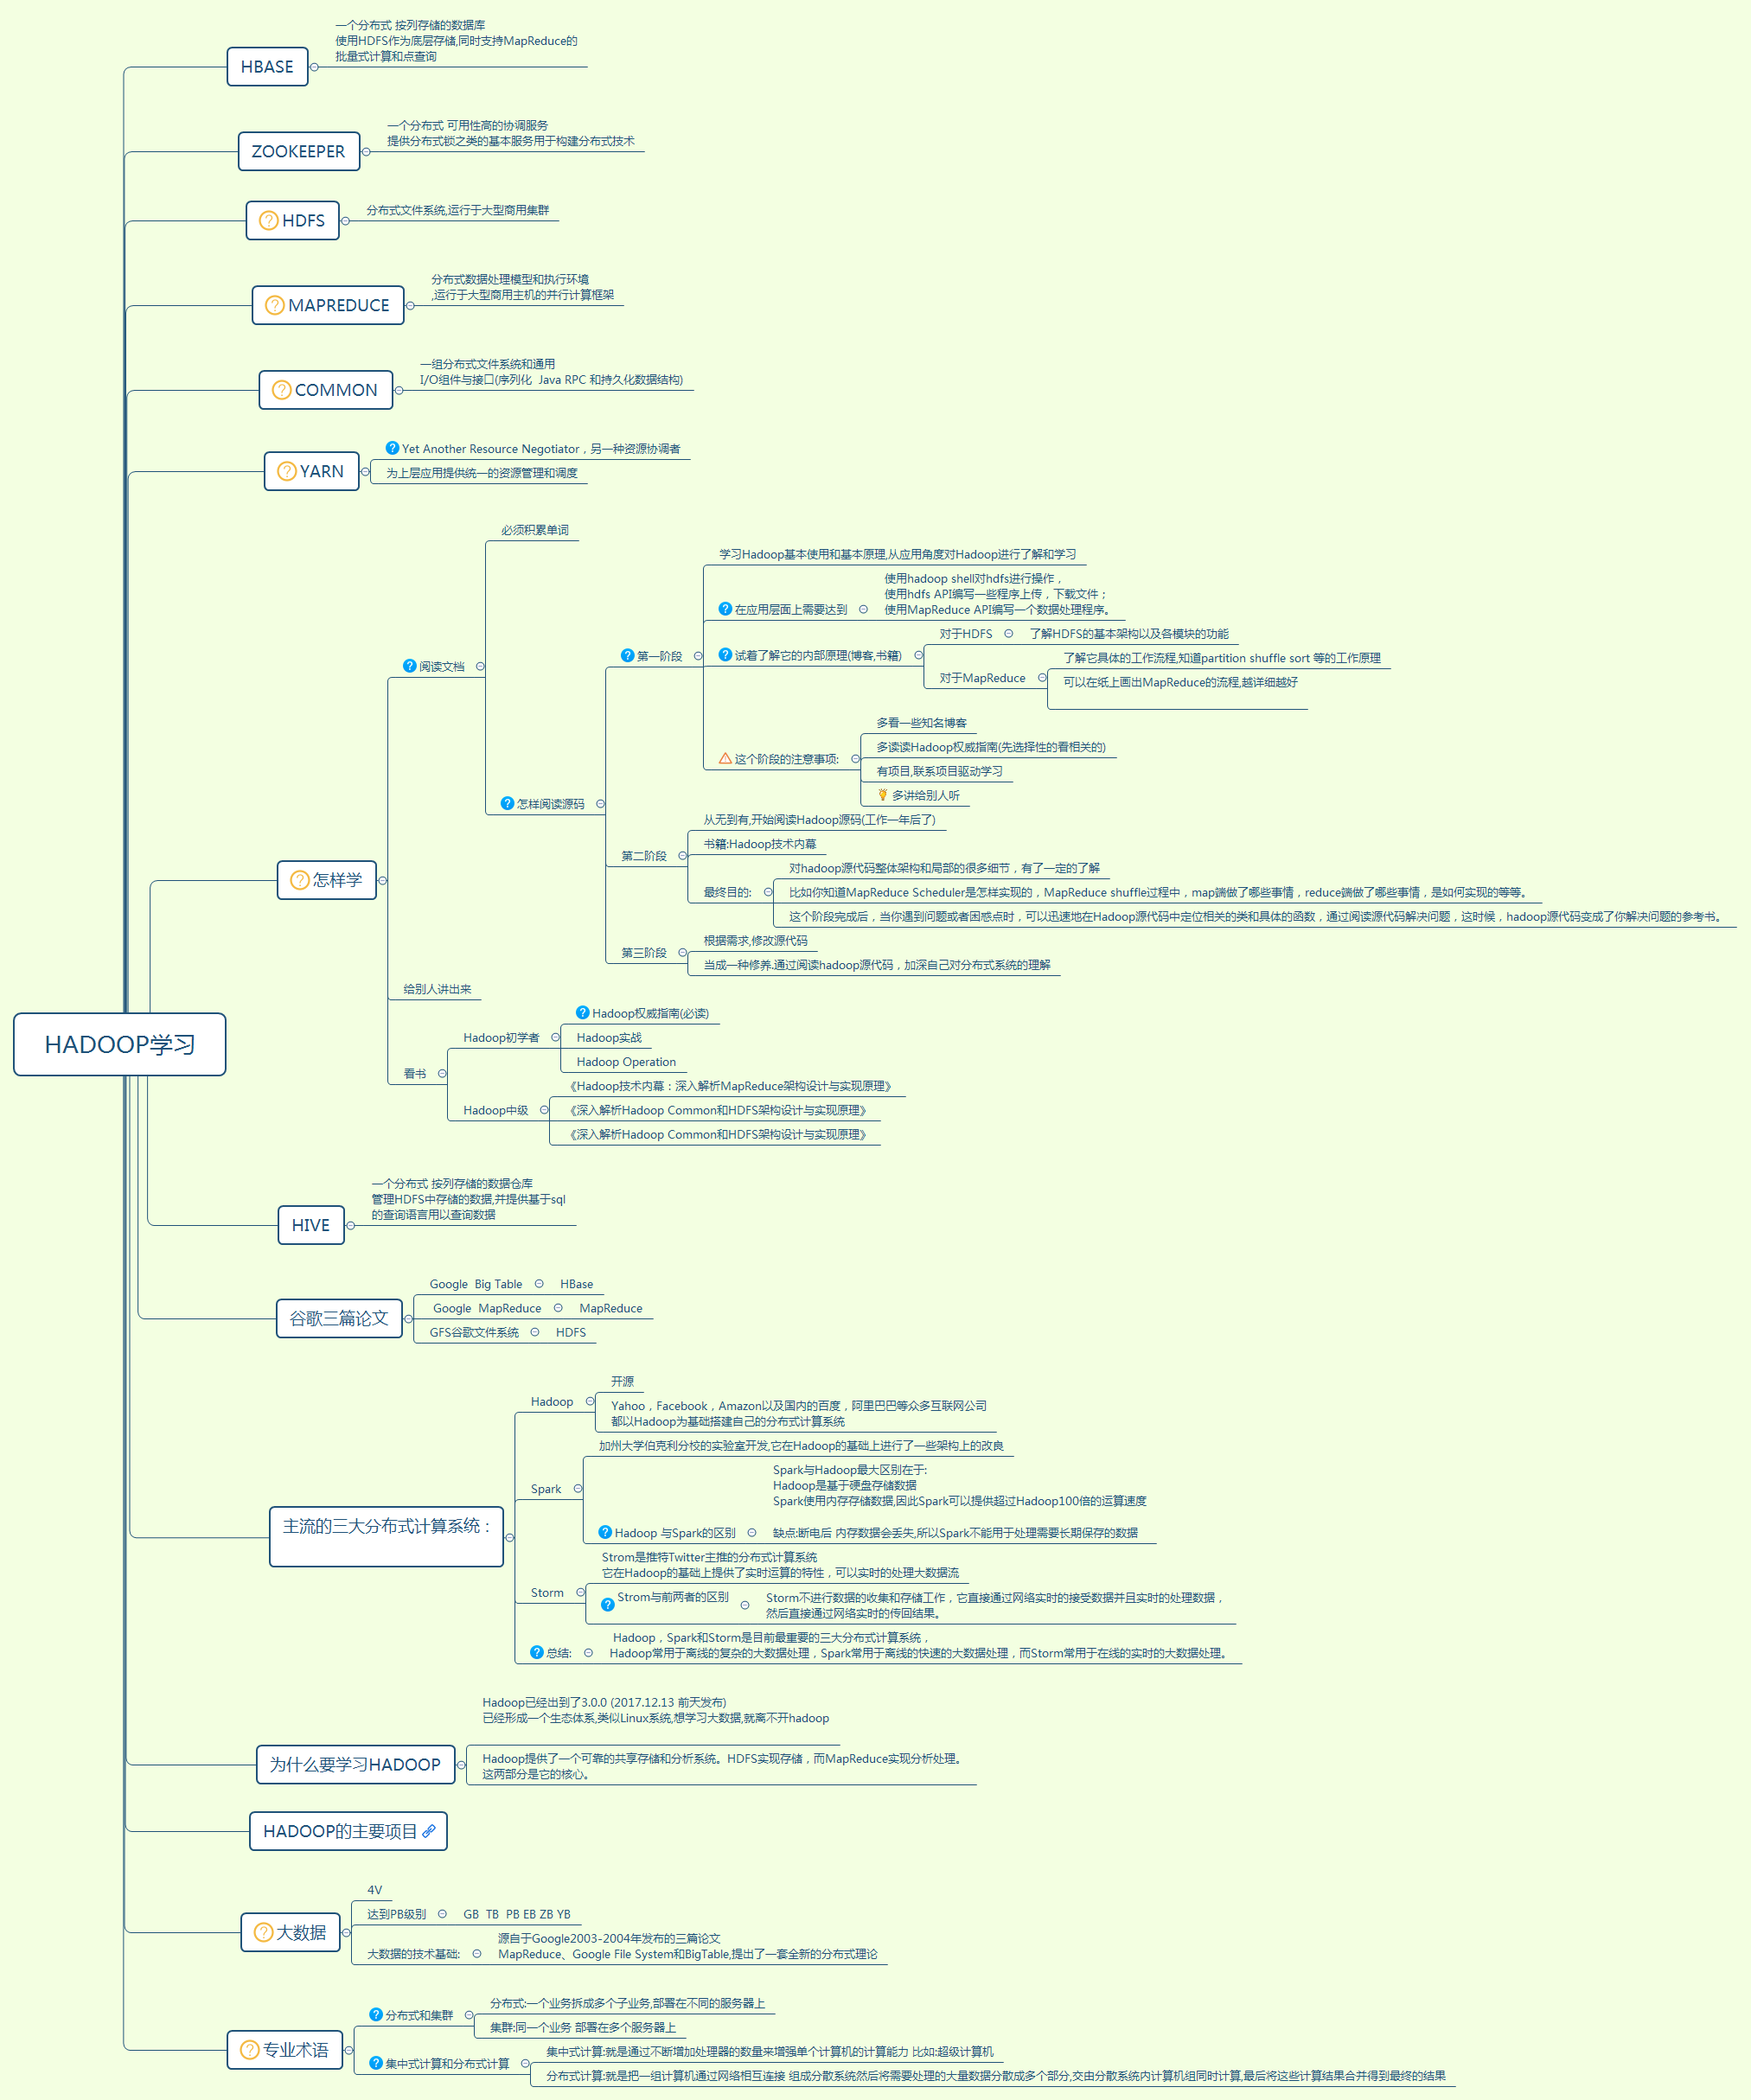 一个分布式 按列存储的数据库
使用HDFS作为底层存储,同时支持MapReduce的
批量式计算和点查询
HBASE
一个分布式 可用性高的协调服务
提供分布式锁之类的基本服务用于构建分布式技术
ZOOKEEPER
分布式文件系统,运行于大型商用集群
HDFS
分布式数据处理模型和执行环境
,运行于大型商用主机的并行计算框架
MAPREDUCE
一组分布式文件系统和通用
I/O组件与接口(序列化  Java RPC 和持久化数据结构)
COMMON
Yet Another Resource Negotiator，另一种资源协调者
YARN
为上层应用提供统一的资源管理和调度
必须积累单词
学习Hadoop基本使用和基本原理,从应用角度对Hadoop进行了解和学习
使用hadoop shell对hdfs进行操作，
使用hdfs API编写一些程序上传，下载文件；
在应用层面上需要达到
使用MapReduce API编写一个数据处理程序。
对于HDFS
了解HDFS的基本架构以及各模块的功能
阅读文档
第一阶段
试着了解它的内部原理(博客,书籍)
了解它具体的工作流程,知道partition shuffle sort 等的工作原理
对于MapReduce
可以在纸上画出MapReduce的流程,越详细越好
多看一些知名博客
多读读Hadoop权威指南(先选择性的看相关的)
这个阶段的注意事项:
有项目,联系项目驱动学习
多讲给别人听
怎样阅读源码
从无到有,开始阅读Hadoop源码(工作一年后了)
书籍:Hadoop技术内幕
第二阶段
对hadoop源代码整体架构和局部的很多细节，有了一定的了解
怎样学
最终目的:
比如你知道MapReduce Scheduler是怎样实现的，MapReduce shuffle过程中，map端做了哪些事情，reduce端做了哪些事情，是如何实现的等等。
这个阶段完成后，当你遇到问题或者困惑点时，可以迅速地在Hadoop源代码中定位相关的类和具体的函数，通过阅读源代码解决问题，这时候，hadoop源代码变成了你解决问题的参考书。
根据需求,修改源代码
第三阶段
当成一种修养.通过阅读hadoop源代码，加深自己对分布式系统的理解
给别人讲出来
Hadoop权威指南(必读)
Hadoop初学者
Hadoop实战
HADOOP学习
Hadoop Operation
看书
《Hadoop技术内幕：深入解析MapReduce架构设计与实现原理》
Hadoop中级
《深入解析Hadoop Common和HDFS架构设计与实现原理》
《深入解析Hadoop Common和HDFS架构设计与实现原理》
一个分布式 按列存储的数据仓库
管理HDFS中存储的数据,并提供基于sql
的查询语言用以查询数据
HIVE
Google  Big Table
HBase
谷歌三篇论文
Google  MapReduce
MapReduce
GFS谷歌文件系统
HDFS
开源
Hadoop
Yahoo，Facebook，Amazon以及国内的百度，阿里巴巴等众多互联网公司
都以Hadoop为基础搭建自己的分布式计算系统
加州大学伯克利分校的实验室开发,它在Hadoop的基础上进行了一些架构上的改良
Spark
Spark与Hadoop最大区别在于:
Hadoop是基于硬盘存储数据
Spark使用内存存储数据,因此Spark可以提供超过Hadoop100倍的运算速度
主流的三大分布式计算系统：
Hadoop 与Spark的区别
缺点:断电后 内存数据会丢失,所以Spark不能用于处理需要长期保存的数据
Strom是推特Twitter主推的分布式计算系统
它在Hadoop的基础上提供了实时运算的特性，可以实时的处理大数据流
Storm
Strom与前两者的区别
Storm不进行数据的收集和存储工作，它直接通过网络实时的接受数据并且实时的处理数据，
然后直接通过网络实时的传回结果。
总结:
Hadoop，Spark和Storm是目前最重要的三大分布式计算系统，
Hadoop常用于离线的复杂的大数据处理，Spark常用于离线的快速的大数据处理，而Storm常用于在线的实时的大数据处理。
Hadoop已经出到了3.0.0 (2017.12.13 前天发布)
已经形成一个生态体系,类似Linux系统,想学习大数据,就离不开hadoop
为什么要学习HADOOP
Hadoop提供了一个可靠的共享存储和分析系统。HDFS实现存储，而MapReduce实现分析处理。
这两部分是它的核心。
HADOOP的主要项目
4V
达到PB级别
GB  TB  PB EB ZB YB
大数据
大数据的技术基础:
源自于Google2003-2004年发布的三篇论文
MapReduce、Google File System和BigTable,提出了一套全新的分布式理论
分布式和集群
分布式:一个业务拆成多个子业务,部署在不同的服务器上
集群:同一个业务 部署在多个服务器上
专业术语
集中式计算和分布式计算
集中式计算:就是通过不断增加处理器的数量来增强单个计算机的计算能力 比如:超级计算机
分布式计算:就是把一组计算机通过网络相互连接 组成分散系统然后将需要处理的大量数据分散成多个部分,交由分散系统内计算机组同时计算,最后将这些计算结果合并得到最终的结果